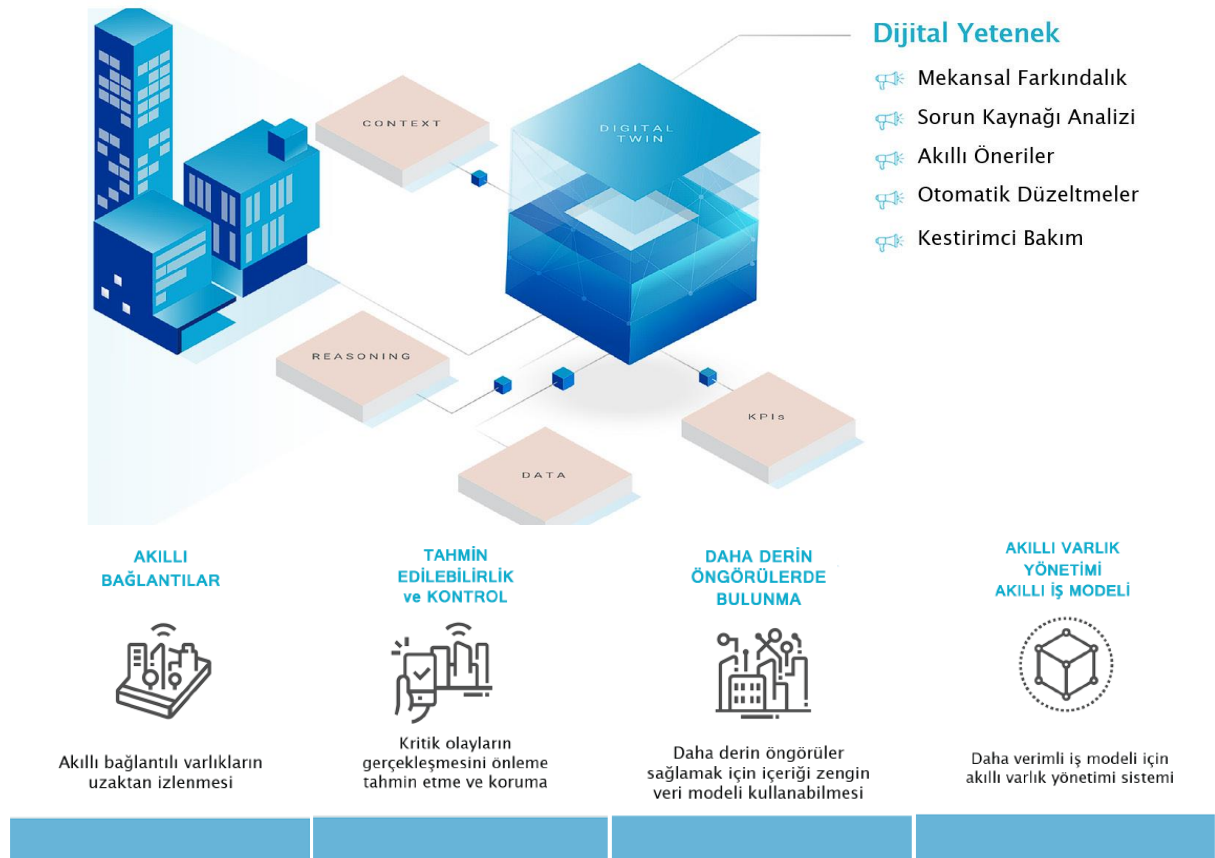 Dijital Yetenek
Mekansal Farkındalık
Sorun Kaynağı Analizi
Akıllı Öneriler
Otomatik Düzeltmeler
Kestirimci Bakım
CONTEXT
DIGITAL
TWIN
REASONING
KPIs
DATA
AKILLI
BAĞLANTILAR
Akıllı bağlantılı varlıkların
uzaktan izlenmesi
TAHMİN
EDİLEBİLİRLİK
ve KONTROL
Kritik olayların
gerçekleşmesini önleme
tahmin etme ve koruma
DAHA DERİN
ÖNGÖRÜLERDE
BULUNMA
Daha derin öngörüler
sağlamak için içeriği zengin
veri modeli kullanabilmesi
AKILLI VARLIK
YÖNETİMİ
AKILLI İŞ MODELİ
Daha verimli iş modeli için
akıllı varlık yönetimi sistemi